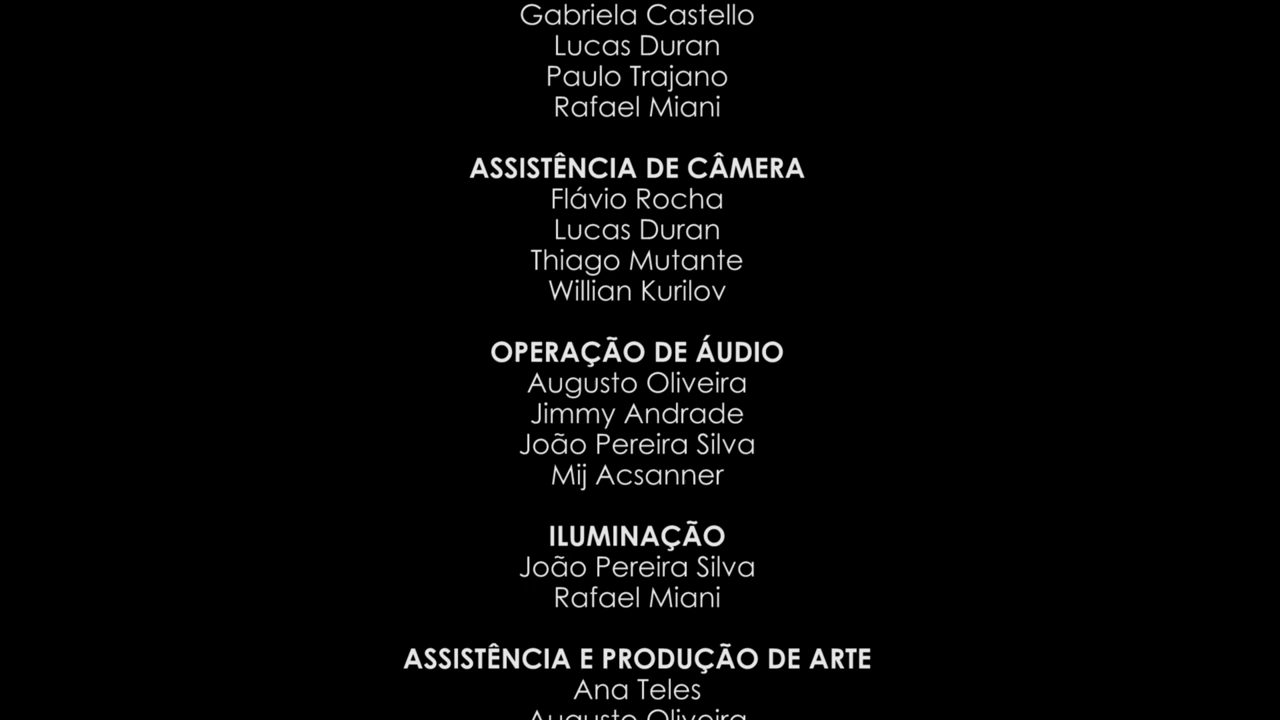 Gabriela Castello
Lucas Duran
Paulo Trajano
Rafael Miani
ASSISTÊNCIA DE CÂMERA
Flávio Rocha
Lucas Duran
Thiago Mutante
Willian Kurilov
OPERAÇÃO DE ÁUDIO
Augusto Oliveira
Jimmy Andrade
João Pereira Silva
Mij Acsanner
ILUMINAÇÃO
João Pereira Silva
Rafael Miani
ASSISTÊNCIA E PRODUÇÃO DE ARTE
Ana Teles
Augusto Oliveira